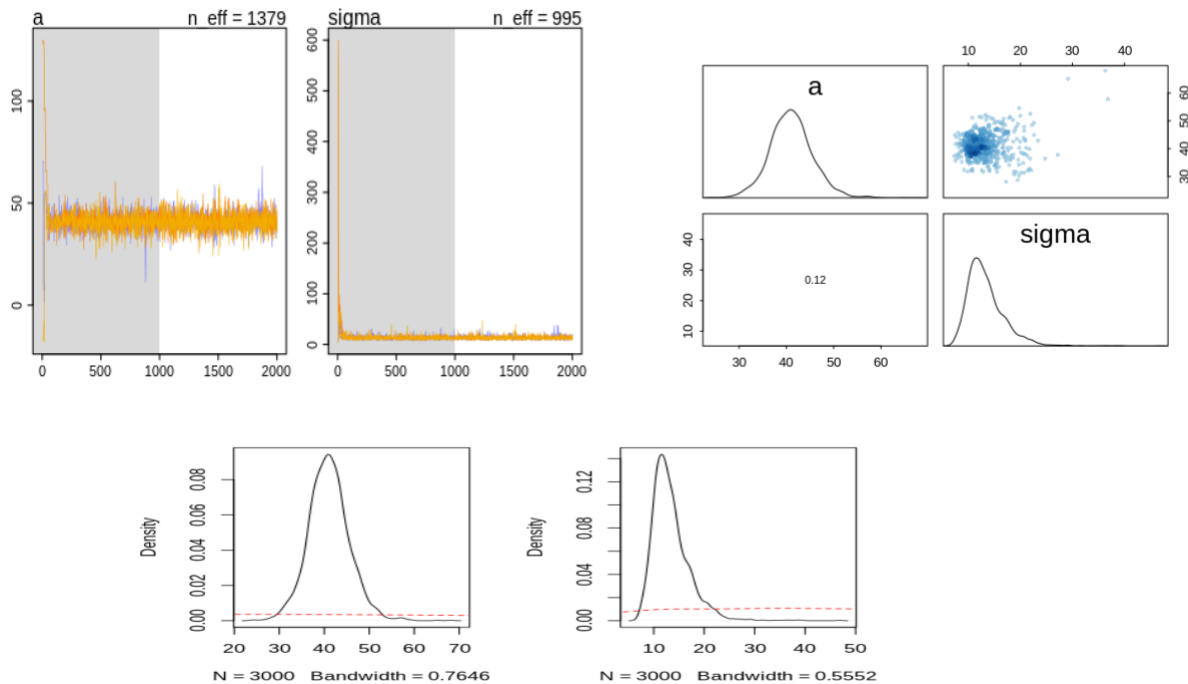 a n_eff = 1379
sigma n_eff = 995
100
50
0
0 500 1000 1500 2000
600
500
400
300
200
100
0
0 500 1000 1500 2000
10 20 30 40
a
60
50
40
30
sigma
40
30
20
10
0.12
30 40 50 60
Density
0.08
0.06
0.04
0.02
0.00
20 30 40 50 60 70
N = 3000 Bandwidth = 0.7646
Density
0.12
0.08
0.04
0.00
10 20 30 40 50
N = 3000 Bandwidth = 0.5552